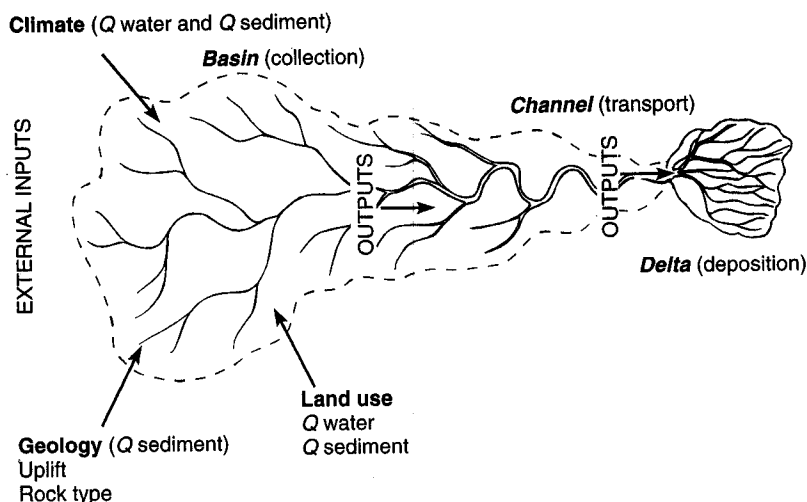 Climate (Q water and Q sediment)
Basin (collection)
Channel (transport)
EXTERNAL INPUTS
OUTPUTS
OUTPUTS
Delta (deposition)
Land use
Q water
Q sediment
Geology (Q sediment)
Uplift
Rock type